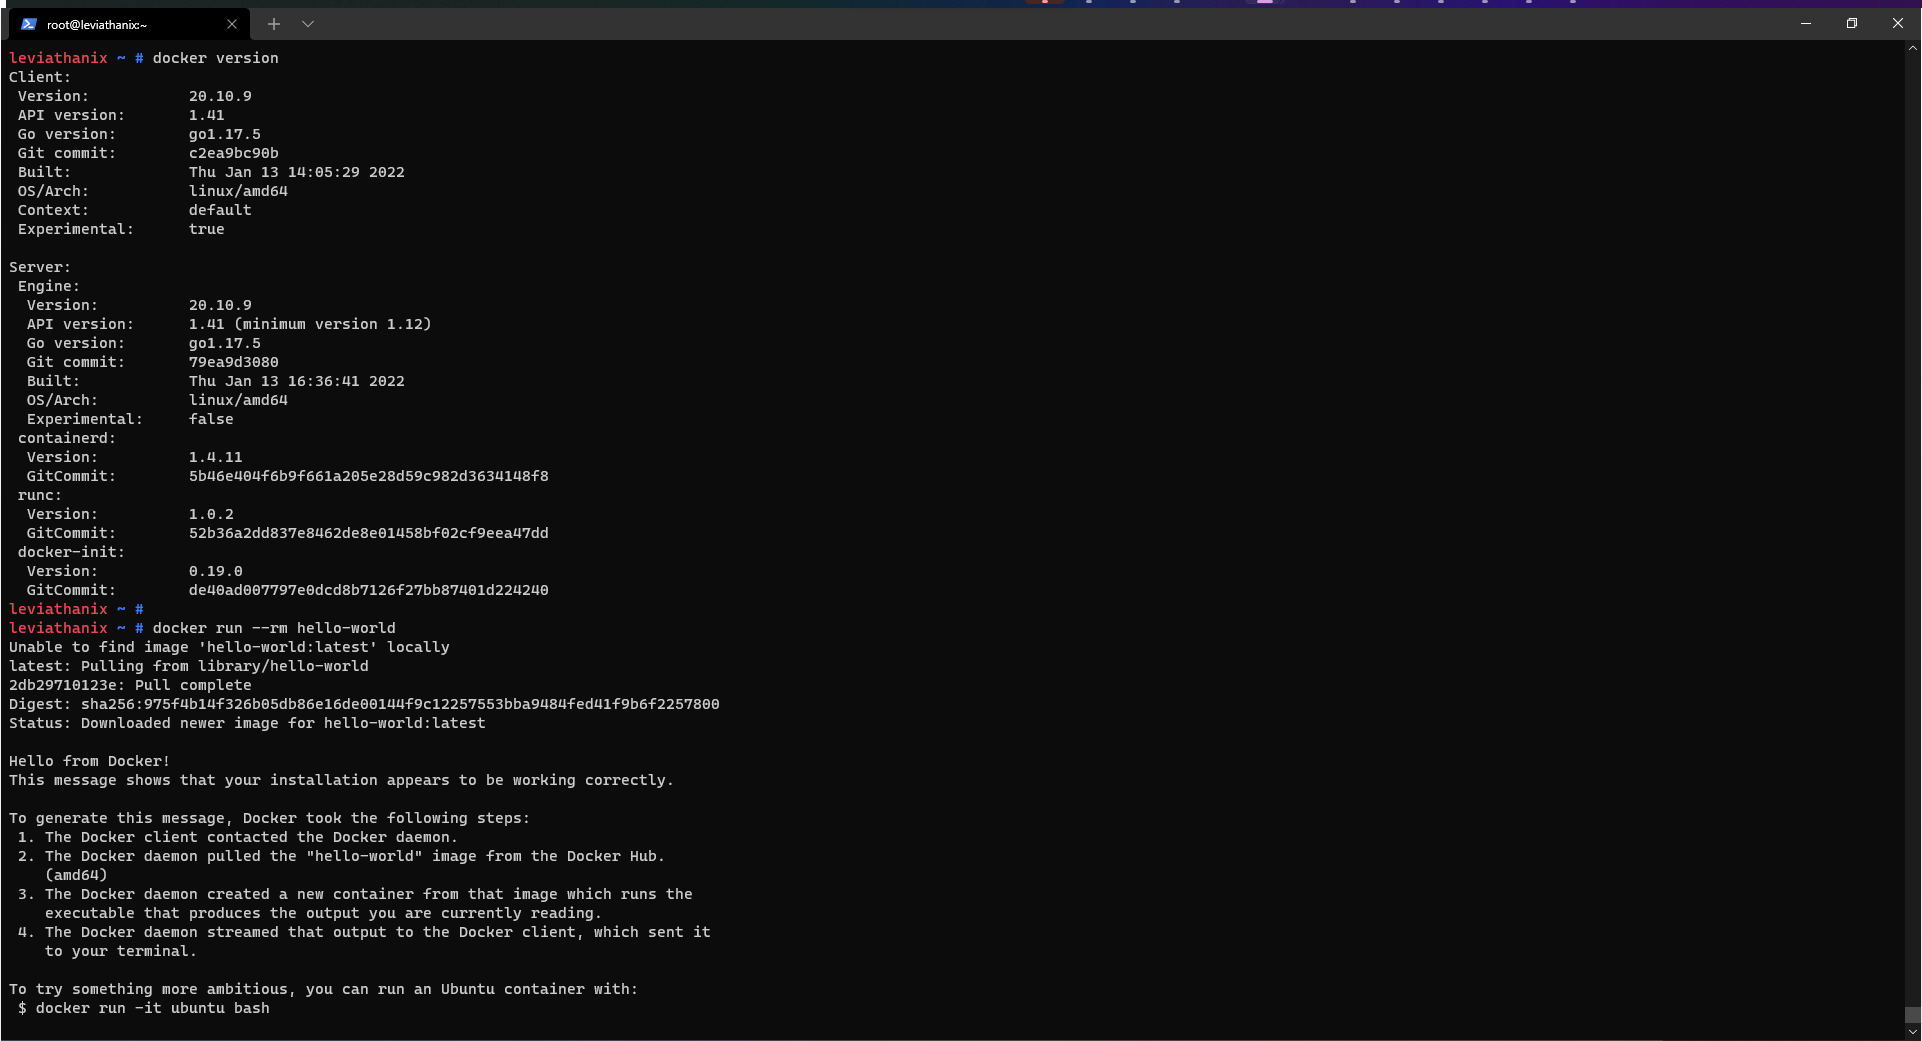 root@leviathanix:~
leviathanix ~ # docker version
Client:
 Version:           20.10.9
 API version:       1.41
 Go version:        go1.17.5
 Git commit:        c2ea9bc90b
 Built:             Thu Jan 13 14:05:29 2022
 OS/Arch:           linux/amd64
 Context:           default
 Experimental:      true

Server:
 Engine:
  Version:          20.10.9
  API version:      1.41 (minimum version 1.12)
  Go version:       go1.17.5
  Git commit:       79ea9d3080
  Built:            Thu Jan 13 16:36:41 2022
  OS/Arch:          linux/amd64
  Experimental:     false
 containerd:
  Version:          1.4.11
  GitCommit:        5b46e404f6b9f661a205e28d59c982d3634148f8
 runc:
  Version:          1.0.2
  GitCommit:        52b36a2dd837e8462de8e01458bf02cf9eea47dd
 docker-init:
  Version:          0.19.0
  GitCommit:        de40ad007797e0dcd8b7126f27bb87401d224240
leviathanix ~ #
leviathanix ~ # docker run --rm hello-world
Unable to find image 'hello-world:latest' locally
latest: Pulling from library/hello-world
2db29710123e: Pull complete
Digest: sha256:975f4b14f326b05db86e16de00144f9c12257553bba9484fed41f9b6f2257800
Status: Downloaded newer image for hello-world:latest

Hello from Docker!
This message shows that your installation appears to be working correctly.

To generate this message, Docker took the following steps:
 1. The Docker client contacted the Docker daemon.
 2. The Docker daemon pulled the "hello-world" image from the Docker Hub.
    (amd64)
 3. The Docker daemon created a new container from that image which runs the
    executable that produces the output you are currently reading.
 4. The Docker daemon streamed that output to the Docker client, which sent it
    to your terminal.

To try something more ambitious, you can run an Ubuntu container with:
 $ docker run -it ubuntu bash